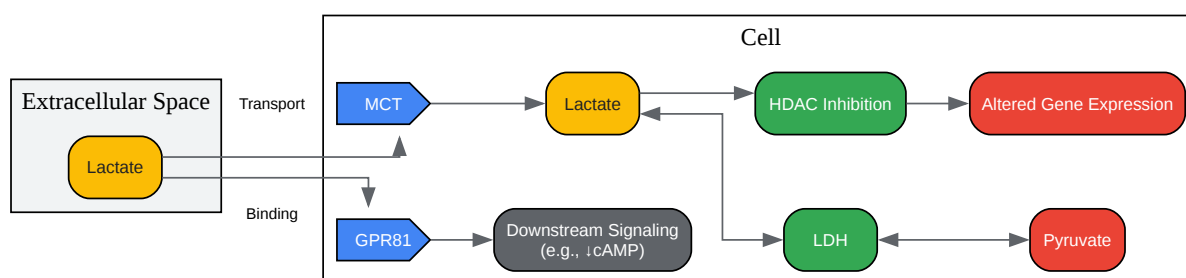 Cell
Extracellular Space
Transport
MCT
Lactate
HDAC Inhibition
Altered Gene Expression
Lactate
Binding
GPR81
Downstream Signaling
(e.g., ↓cAMP)
LDH
Pyruvate